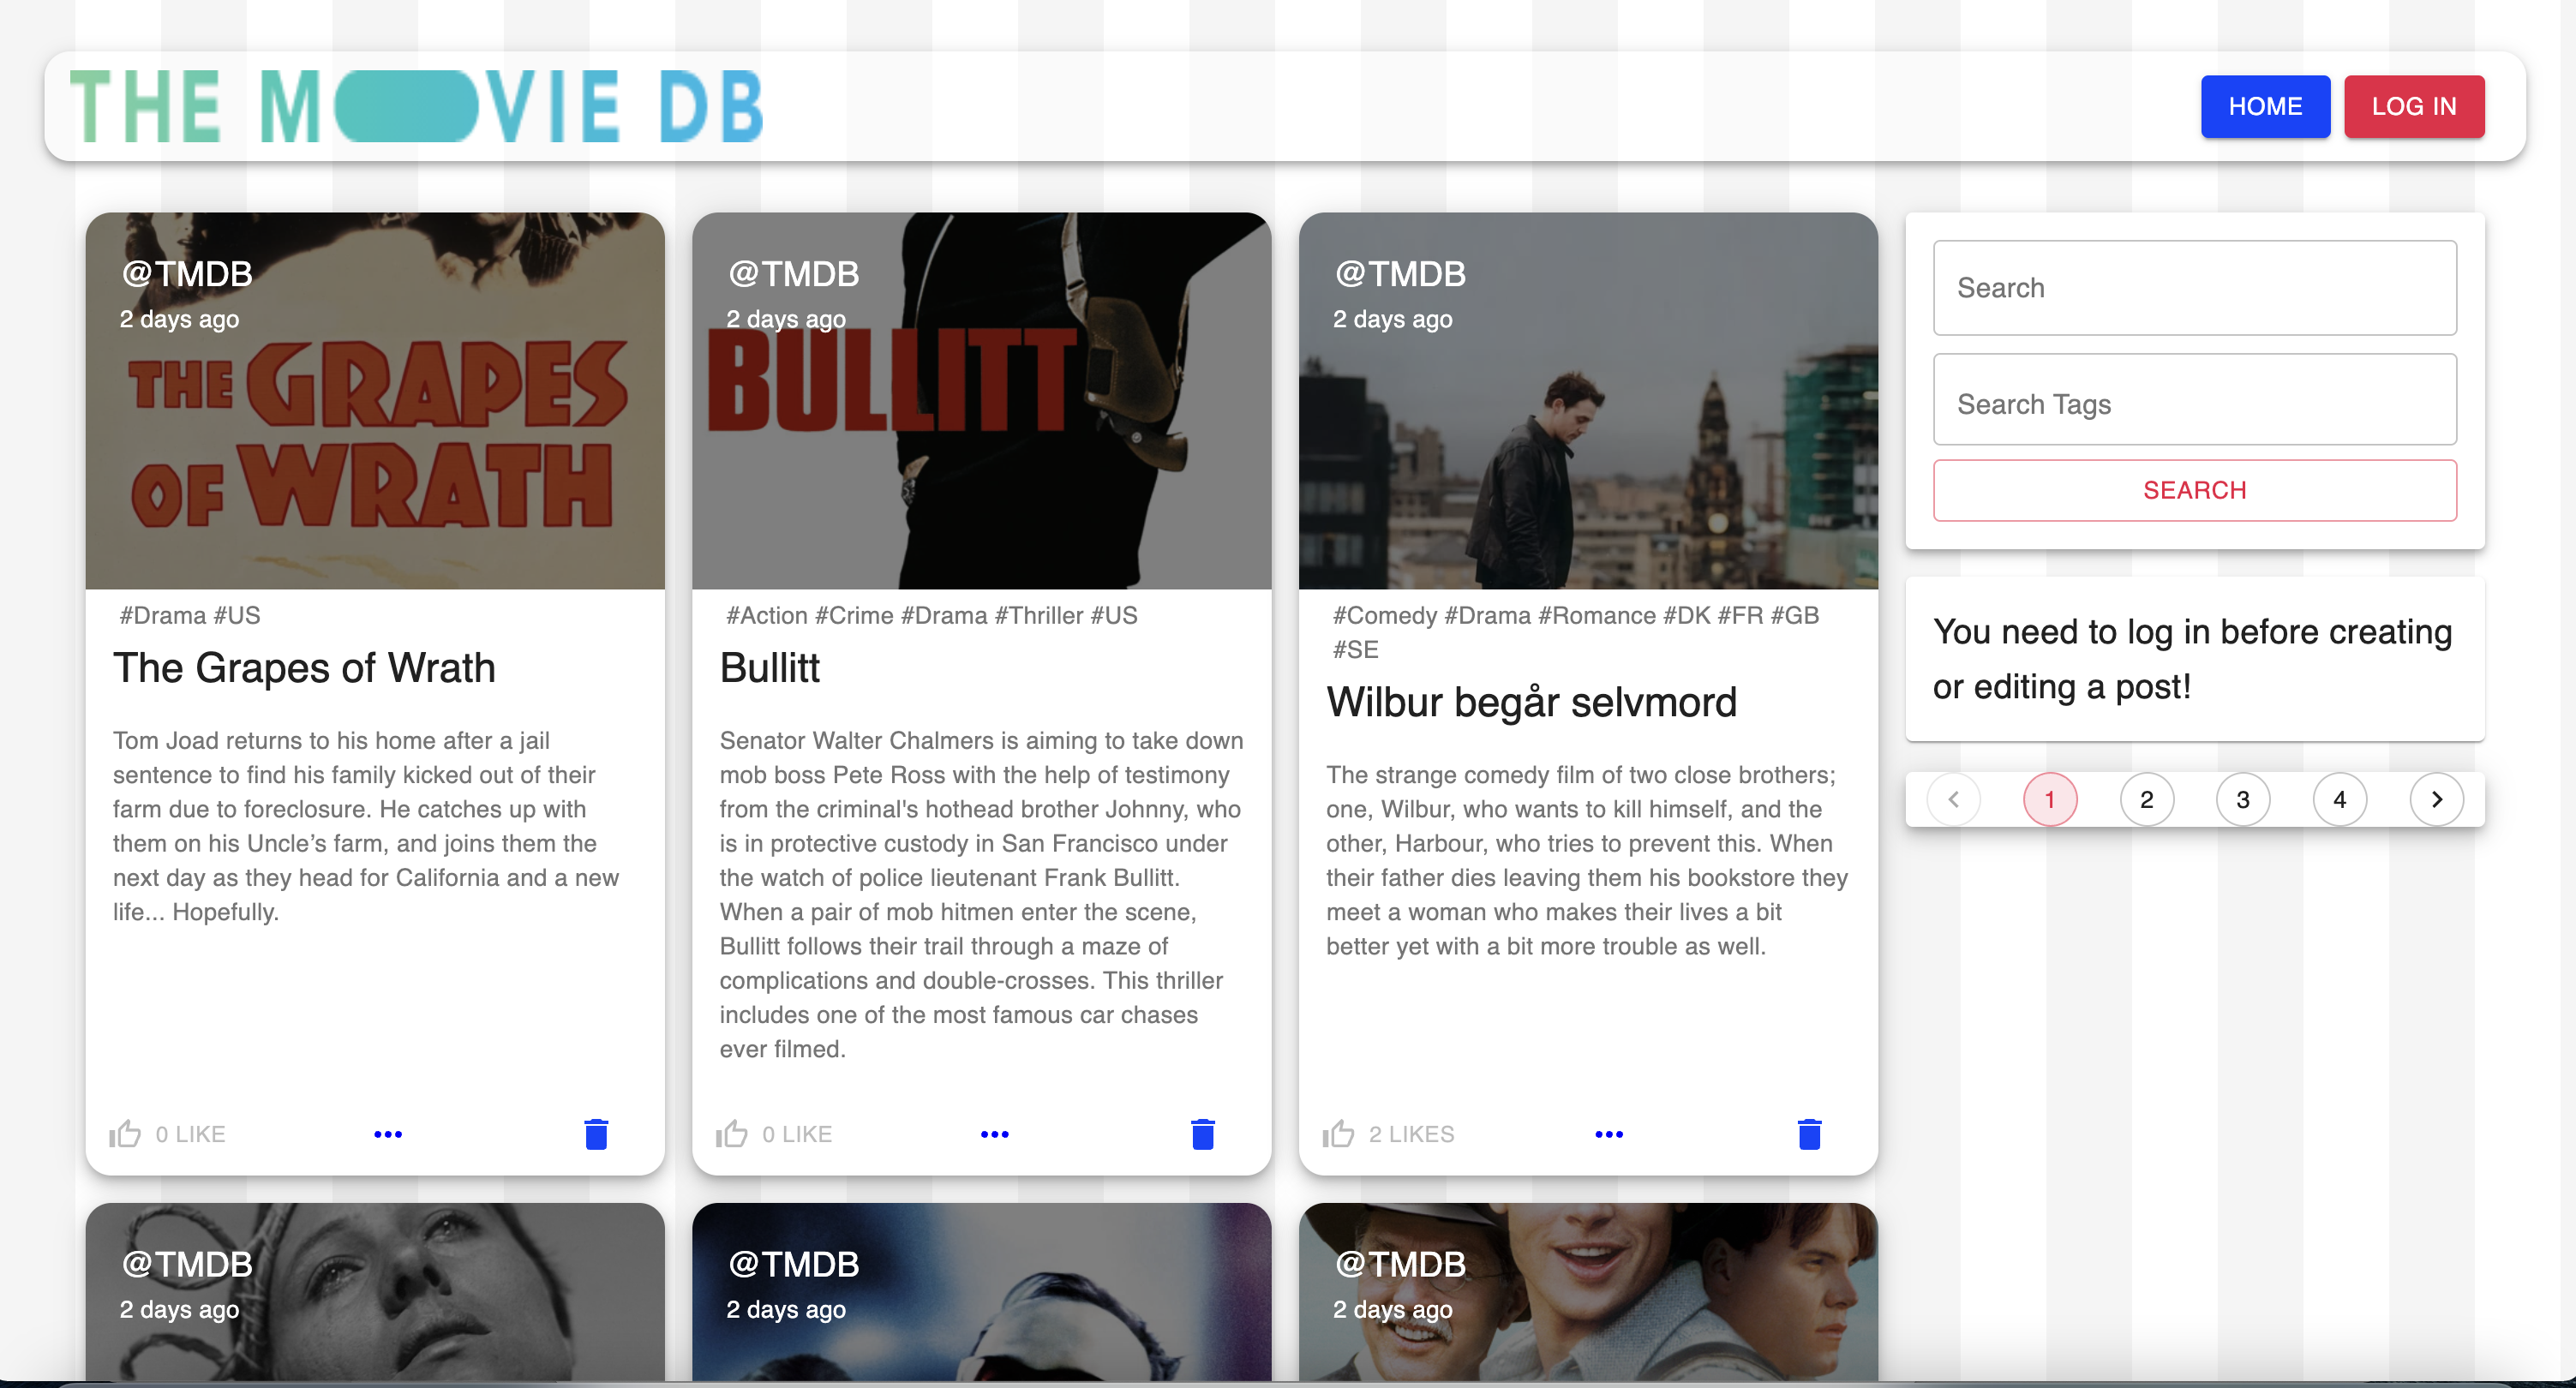 THE MOVIE DB
HOME
LOG IN
@TMDB
2 days ago
THE GRAPES
OF WRATH
#Drama #US
The Grapes of Wrath
Tom Joad returns to his home after a jail
sentence to find his family kicked out of their
farm due to foreclosure. He catches up with
them on his Uncle’s farm, and joins them the
next day as they head for California and a new
life... Hopefully.
0 LIKE
@TMDB
2 days ago
BULLITT
#Action #Crime #Drama #Thriller #US
Bullitt
Senator Walter Chalmers is aiming to take down
mob boss Pete Ross with the help of testimony
from the criminal's hothead brother Johnny, who
is in protective custody in San Francisco under
the watch of police lieutenant Frank Bullitt.
When a pair of mob hitmen enter the scene,
Bullitt follows their trail through a maze of
complications and double-crosses. This thriller
includes one of the most famous car chases
ever filmed.
0 LIKE
@TMDB
2 days ago
#Comedy #Drama #Romance #DK #FR #GB
#SE
Wilbur begår selvmord
The strange comedy film of two close brothers;
one, Wilbur, who wants to kill himself, and the
other, Harbour, who tries to prevent this. When
their father dies leaving them his bookstore they
meet a woman who makes their lives a bit
better yet with a bit more trouble as well.
2 LIKES
Search
Search Tags
SEARCH
You need to log in before creating
or editing a post!
1 2 3 4
@TMDB
2 days ago
@TMDB
2 days ago
@TMDB
2 days ago